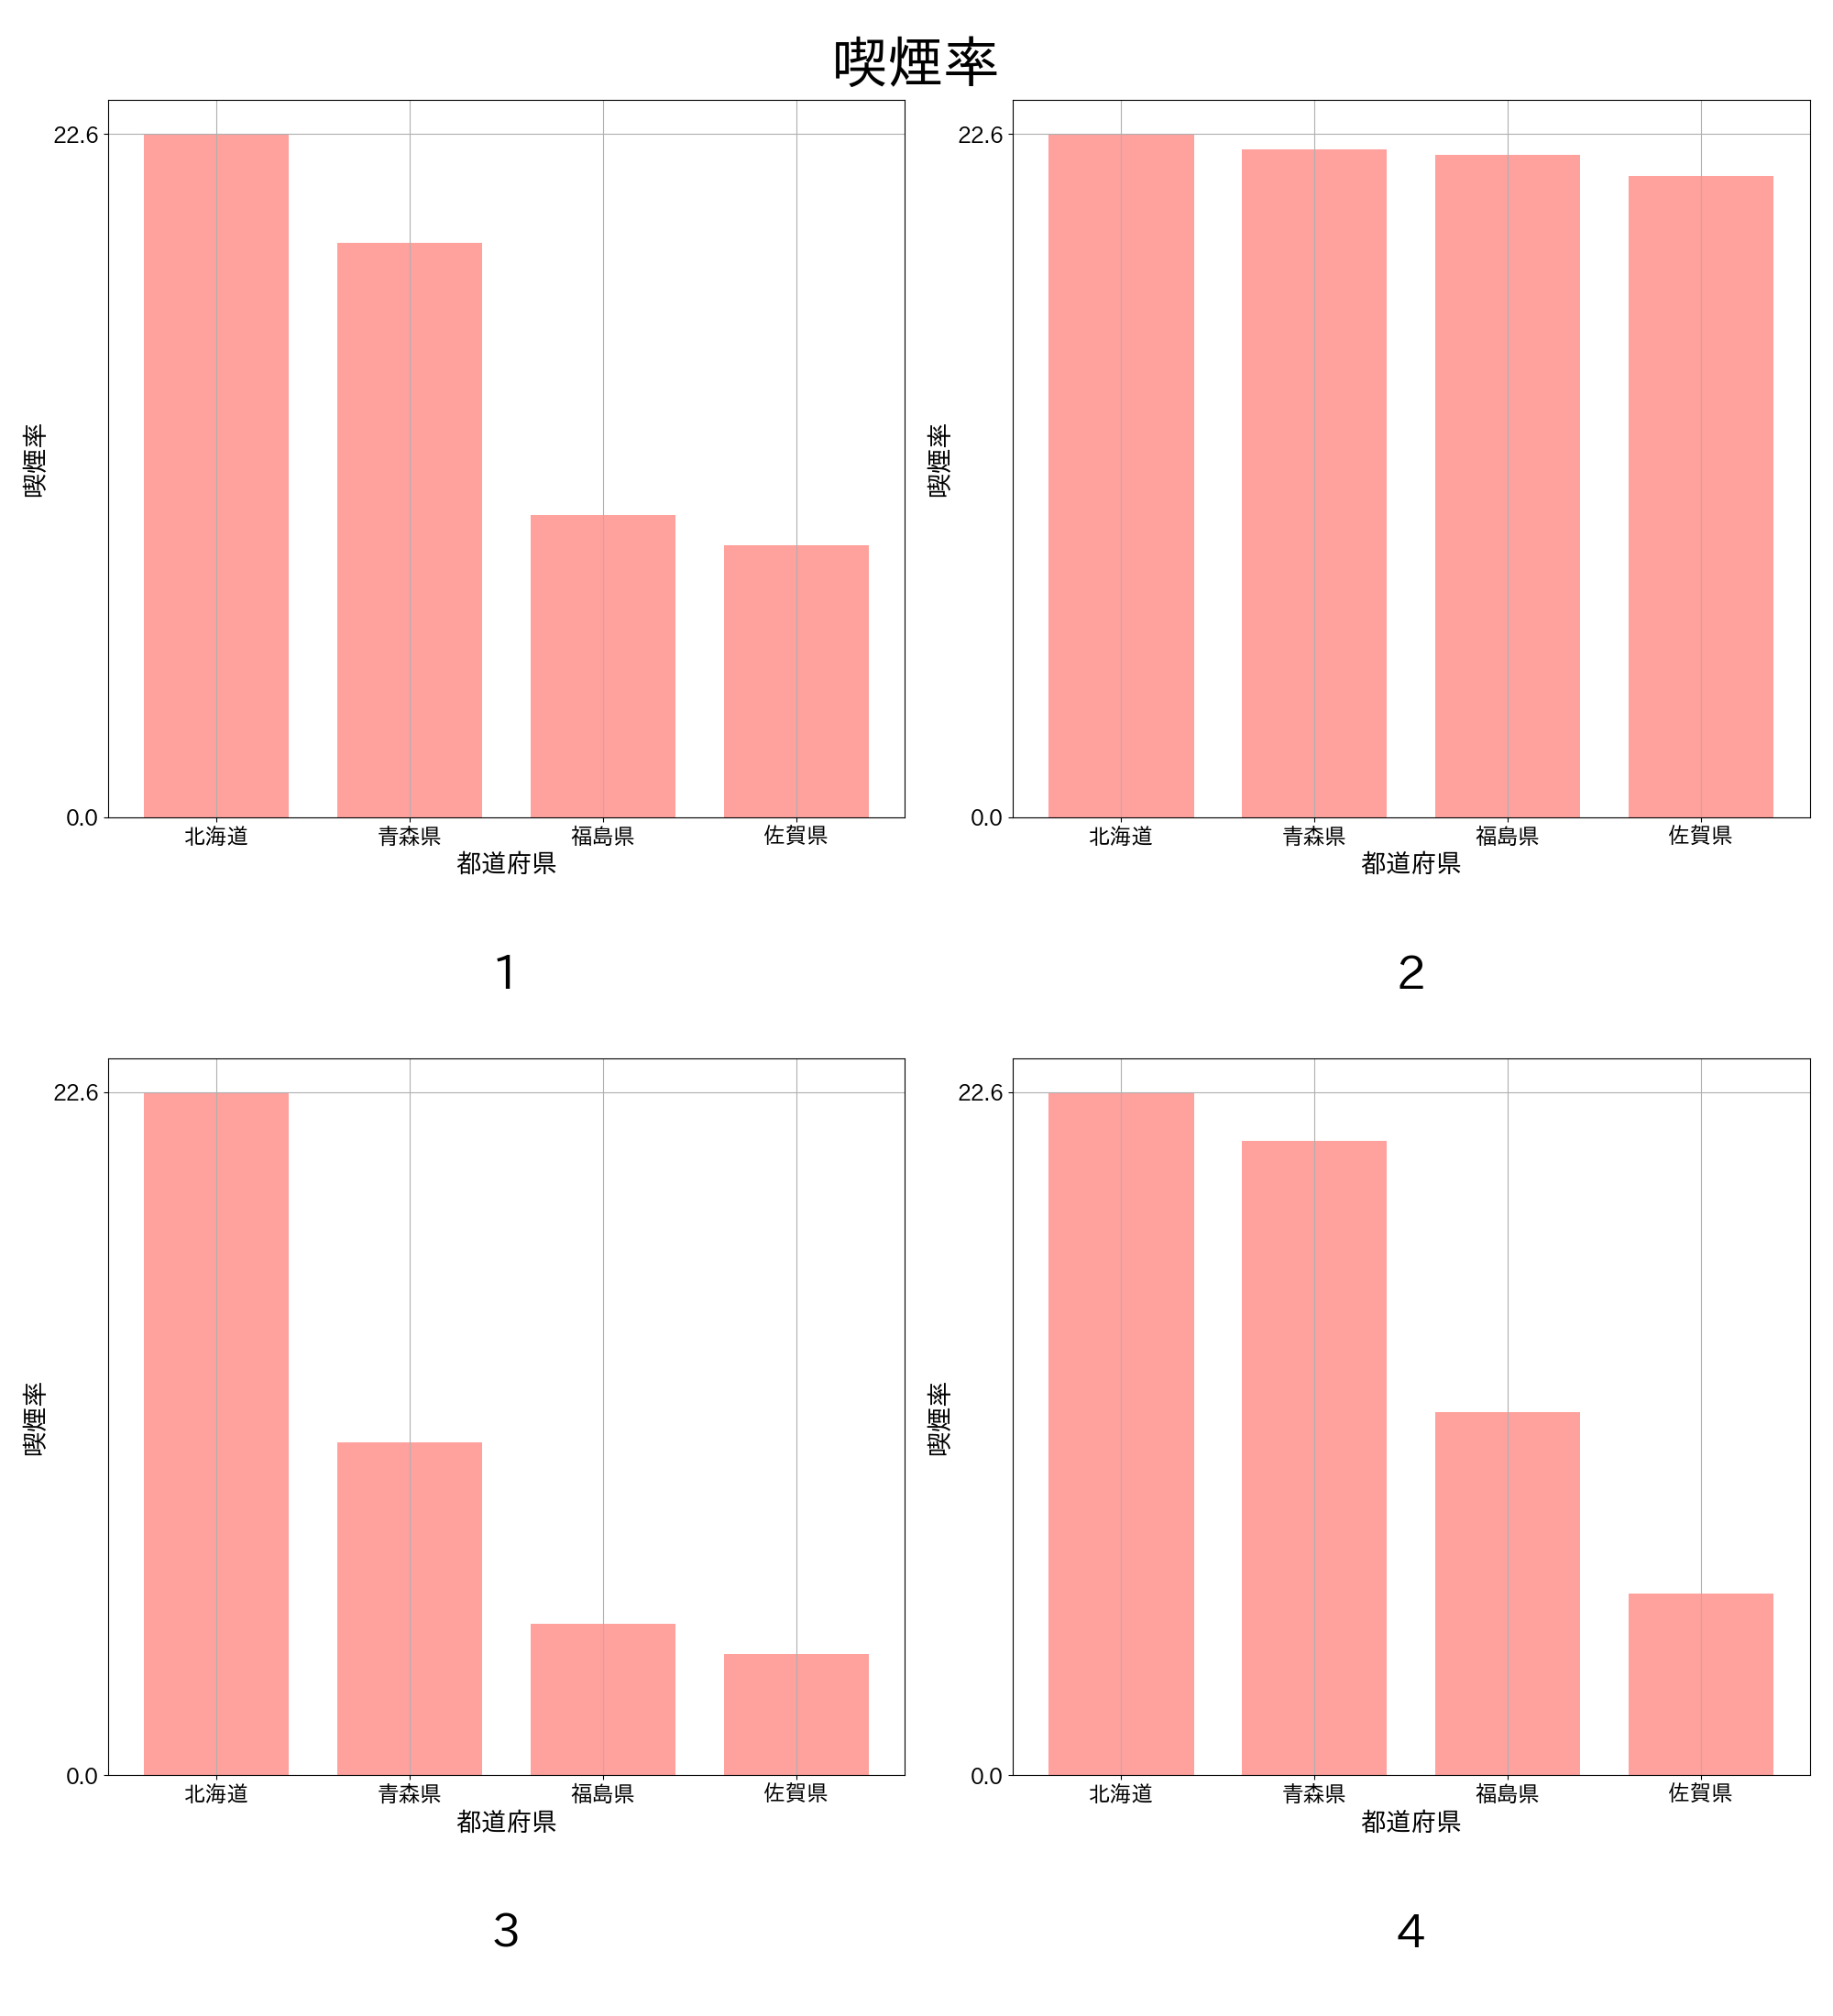 喫煙率
22.6
0.0
喫煙率
北海道 青森県 福島県 佐賀県
都道府県
1
22.6
0.0
喫煙率
北海道 青森県 福島県 佐賀県
都道府県
2
22.6
0.0
喫煙率
北海道 青森県 福島県 佐賀県
都道府県
3
22.6
0.0
喫煙率
北海道 青森県 福島県 佐賀県
都道府県
4